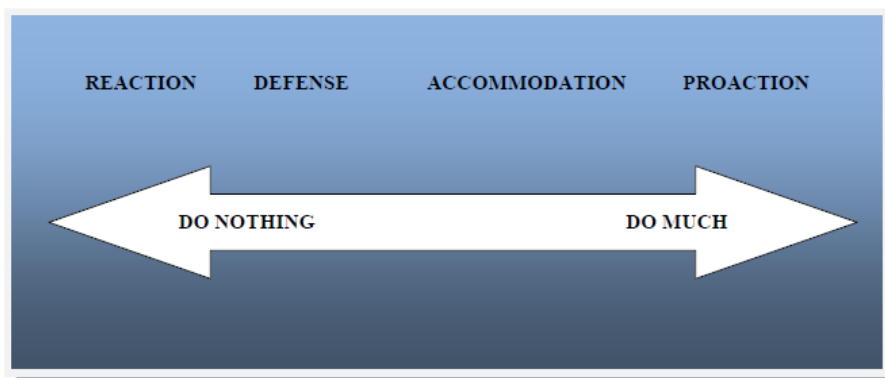 REACTION DEFENSE ACCOMMODATION PROACTION
DO NOTHING DO MUCH